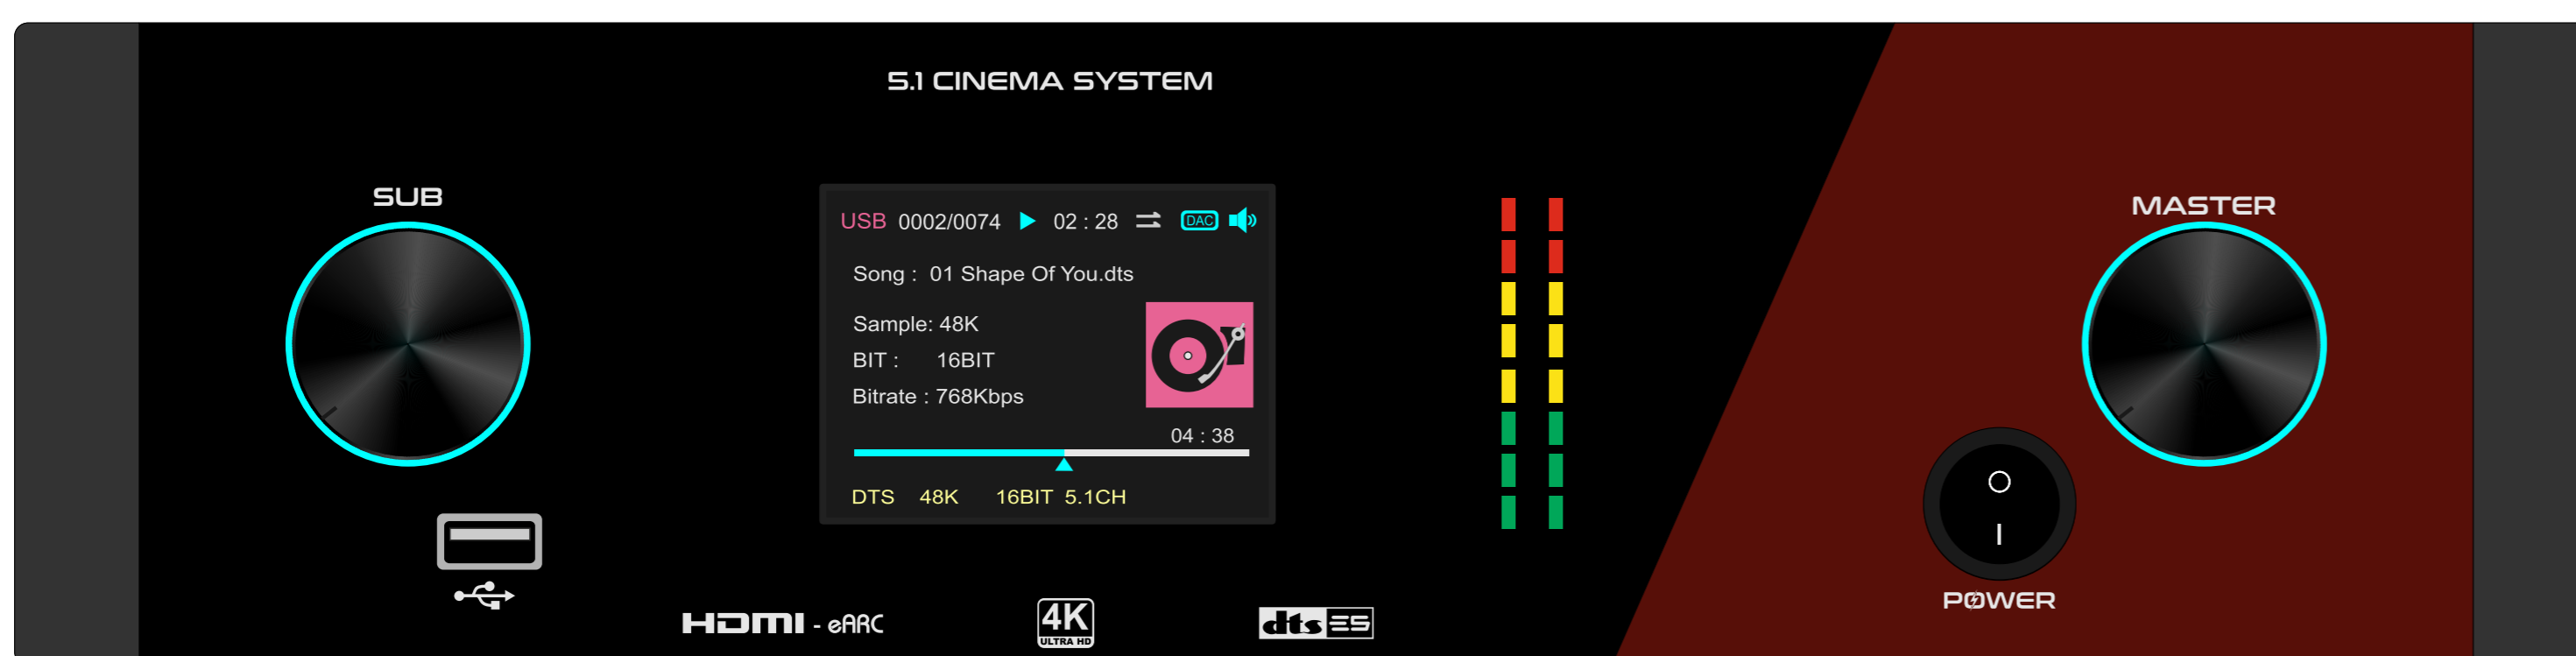 5.1 CINEMA SYSTEM
SUB
MASTER
USB 0002/0074 02 : 28 DAC
Song : 01 Shape Of You.dts
Sample: 48K
BIT : 16BIT
Bitrate : 768Kbps
04 : 38
DTS 48K 16BIT 5.1CH
POWER
HDMI - eARC
4K
ULTRA HD
dts ES